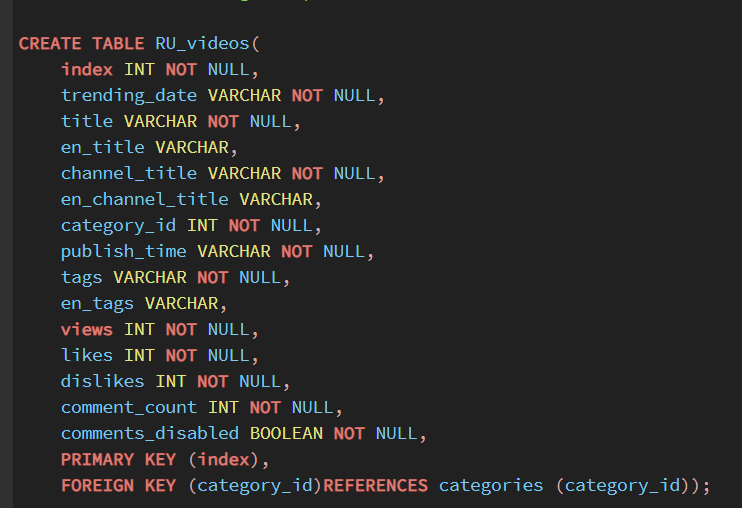 CREATE TABLE RU_videos(
index INT NOT NULL,
trending_date VARCHAR NOT NULL,
title VARCHAR NOT NULL,
en_title VARCHAR,
channel_title VARCHAR NOT NULL,
en_channel_title VARCHAR,
category_id INT NOT NULL,
publish_time VARCHAR NOT NULL,
tags VARCHAR NOT NULL,
en_tags VARCHAR,
views INT NOT NULL,
likes INT NOT NULL,
dislikes INT NOT NULL,
comment_count INT NOT NULL,
comments_disabled BOOLEAN NOT NULL,
PRIMARY KEY (index),
FOREIGN KEY (category_id)REFERENCES categories (category_id));